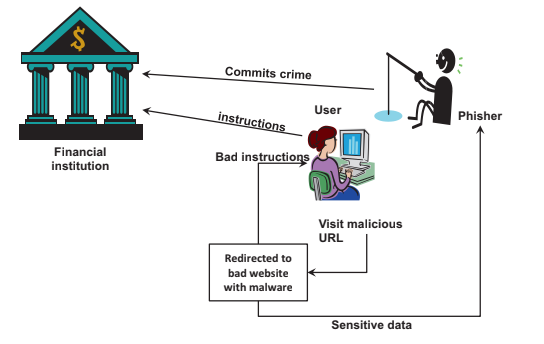 $
Commits crime
User
Phisher
instructions
Financial
institution
Bad instructions
Visit malicious
URL
Redirected to
bad website
with malware
Sensitive data